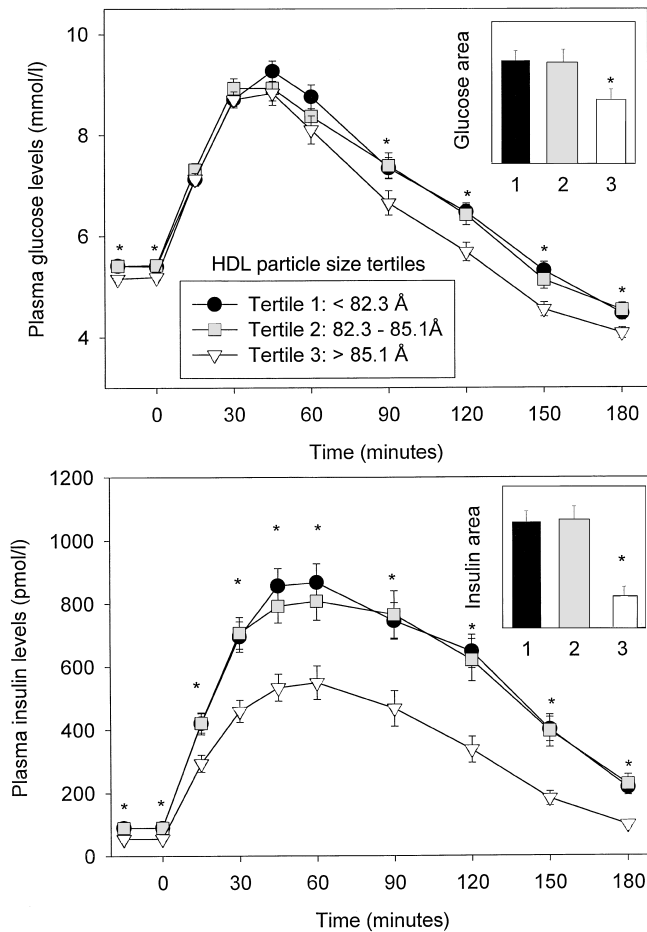 Plasma glucose levels (mmol/l)
10
8
6
4
0 30 60 90 120 150 180
Time (minutes)
* * * * * *
HDL particle size tertiles
Tertile 1: < 82.3 Å
Tertile 2: 82.3 - 85.1Å
Tertile 3: > 85.1 Å
Glucose area
*
1 2 3
Plasma insulin levels (pmol/l)
1200
1000
800
600
400
200
0
0 30 60 90 120 150 180
Time (minutes)
* * * * * * * * * *
Insulin area
*
1 2 3